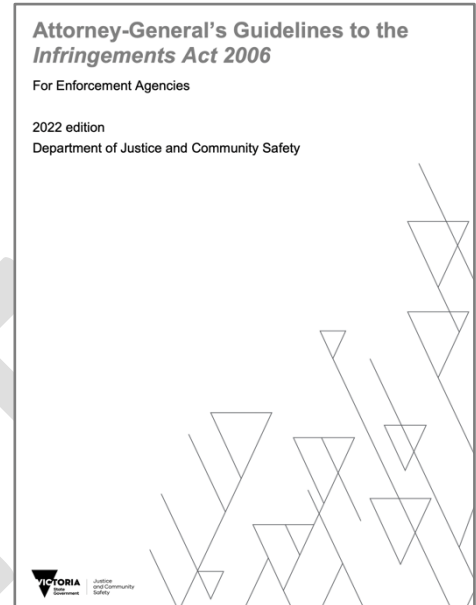 Attorney-General's Guidelines to the
Infringements Act 2006
For Enforcement Agencies
2022 edition
Department of Justice and Community Safety
VICTORIA
State
Government
Justice
and Community
Safety